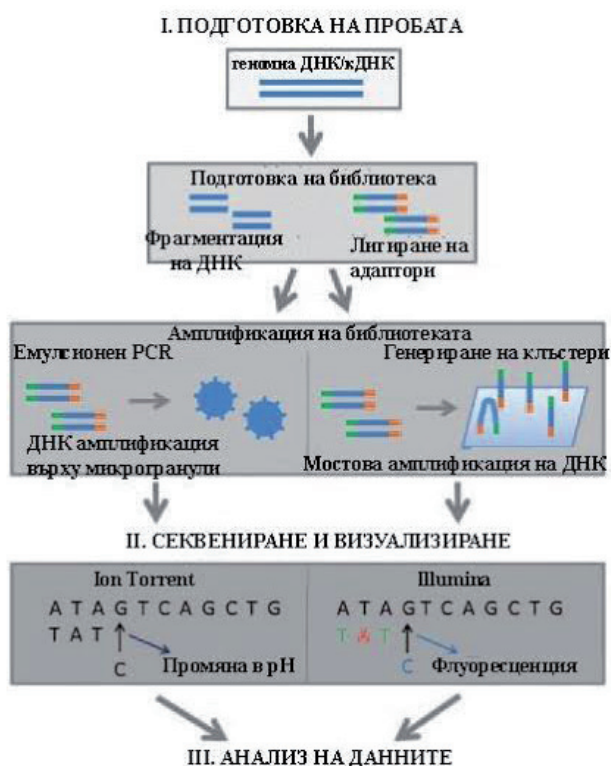 I. ПОДГОТОВКА НА ПРОБАТА
геномна ДНК/кДНК
Подготовка на библиотека
Фрагментация
на ДНК
Лигиране на
адаптори
Амплификация на библиотеката
Емулсионен PCR
Генериране на клъстери
ДНК амплификация
върху микрогранули
Мостова амплификация на ДНК
II. СЕКВЕНИРАНЕ И ВИЗУАЛИЗИРАНЕ
Ion Torrent
A T A G T C A G C T G
T A T
C
Промяна в pH
Illumina
A T A G T C A G C T G
T A T
C
Флуоресценция
III. АНАЛИЗ НА ДАННИТЕ